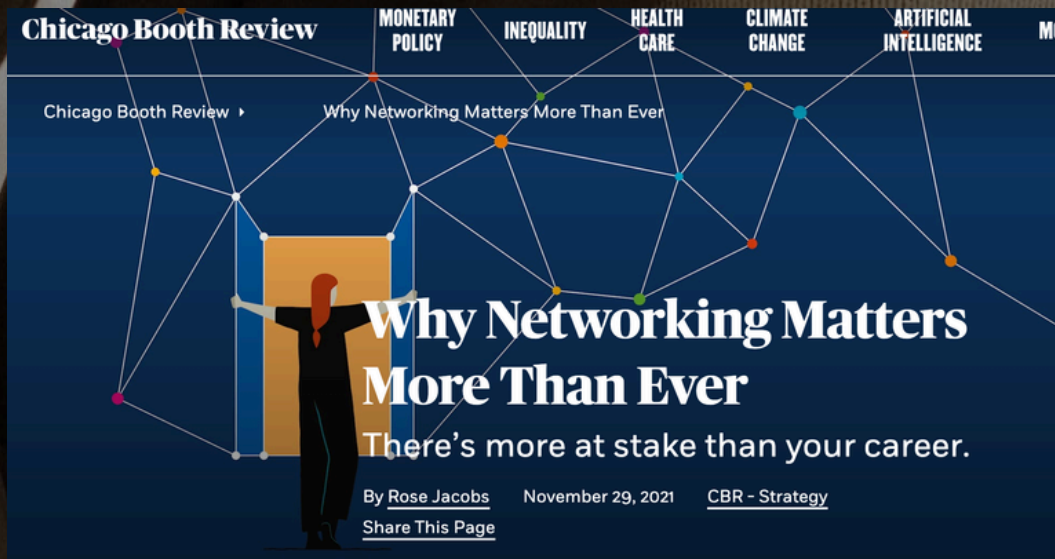 Chicago Booth Review
MONETARY
POLICY
INEQUALITY
HEALTH
CARE
CLIMATE
CHANGE
ARTIFICIAL
INTELLIGENCE
Chicago Booth Review
Why Networking Matters More Than Ever
Why Networking Matters
More Than Ever
There's more at stake than your career.
By Rose Jacobs November 29, 2021 CBR - Strategy
Share This Page